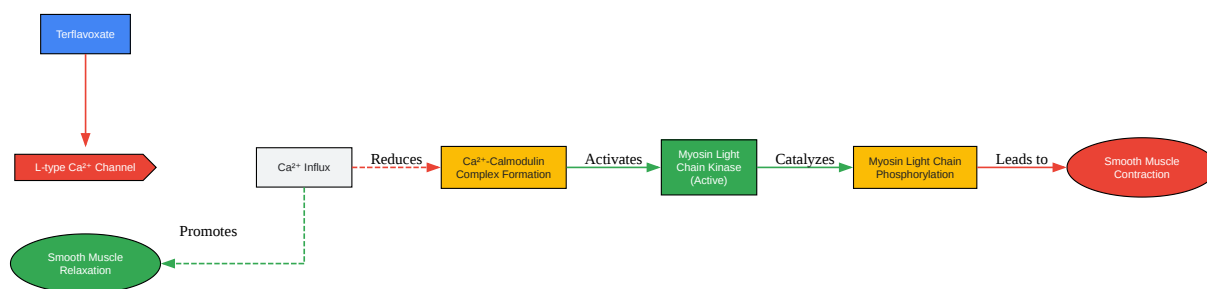 Terflavoxate
L-type Ca²⁺ Channel
Ca²⁺ Influx
Reduces
Ca²⁺-Calmodulin
Complex Formation
Activates
Myosin Light
Chain Kinase
(Active)
Catalyzes
Myosin Light Chain
Phosphorylation
Leads to
Smooth Muscle
Contraction
Promotes
Smooth Muscle
Relaxation